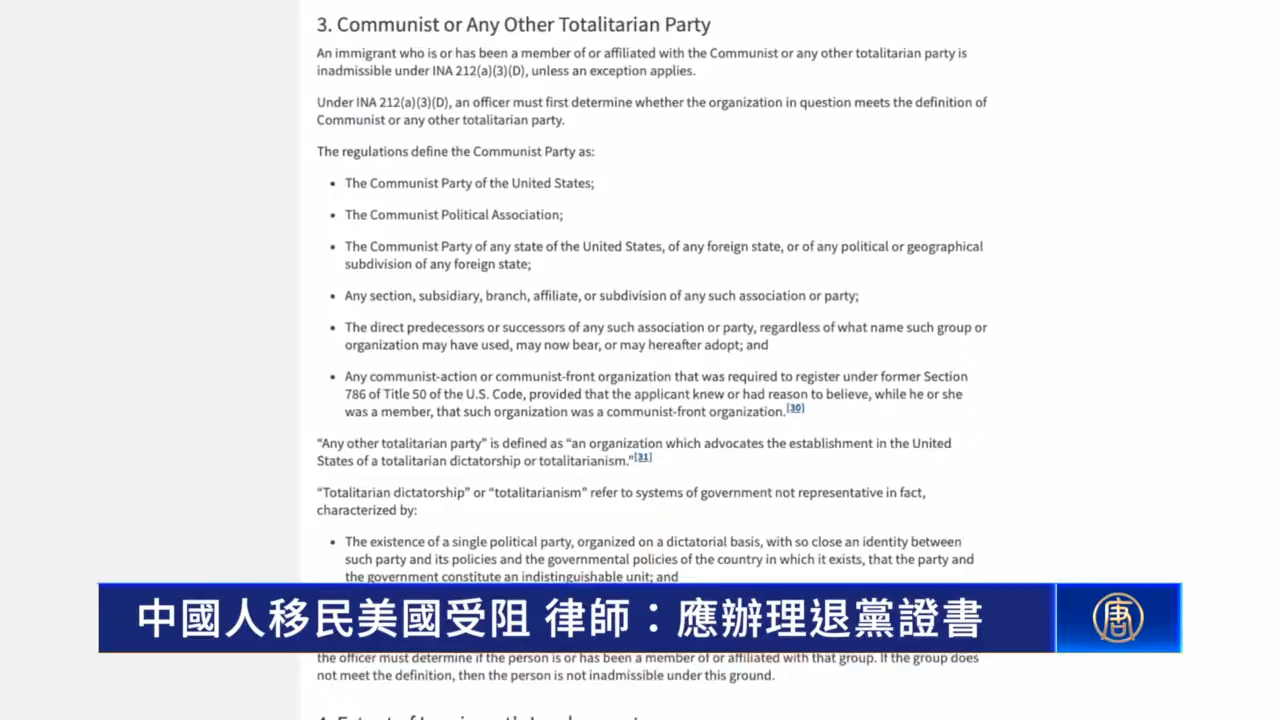 3. Communist or Any Other Totalitarian Party
An immigrant who is or has been a member of or affiliated with the Communist or any other totalitarian party is
inadmissible under INA 212(a)(3)(D), unless an exception applies.
Under INA 212(a)(3)(D), an officer must first determine whether the organization in question meets the definition of
Communist or any other totalitarian party.
The regulations define the Communist Party as:
• The Communist Party of the United States;
• The Communist Political Association;
• The Communist Party of any state of the United States, of any foreign state, or of any political or geographical
subdivision of any foreign state;
• Any section, subsidiary, branch, affiliate, or subdivision of any such association or party;
• The direct predecessors or successors of any such association or party, regardless of what name such group or
organization may have used, may now bear, or may hereafter adopt; and
• Any communist-action or communist-front organization that was required to register under former Section
786 of Title 50 of the U.S. Code, provided that the applicant knew or had reason to believe, while he or she
was a member, that such organization was a communist-front organization.[30]
“Any other totalitarian party” is defined as “an organization which advocates the establishment in the United
States of a totalitarian dictatorship or totalitarianism.”[31]
“Totalitarian dictatorship” or “totalitarianism” refer to systems of government not representative in fact,
characterized by:
• The existence of a single political party, organized on a dictatorial basis, with so close an identity between
such party and its policies and the governmental policies of the country in which it exists, that the party and
the government constitute an indistinguishable unit; and
中國人移民美國受阻 律師：應辦理退黨證書
唐
the officer must determine if the person is or has been a member of or affiliated with that group. If the group does
not meet the definition, then the person is not inadmissible under this ground.